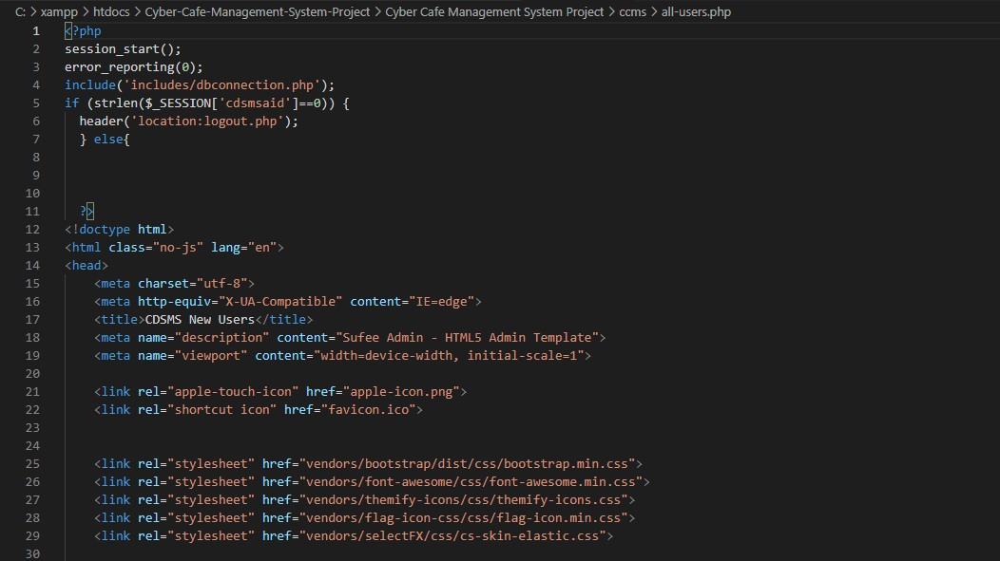 C: > xampp > htdocs > Cyber-Cafe-Management-System-Project > Cyber Cafe Management System Project > ccms > all-users.php
1 <?php
2 session_start();
3 error_reporting(0);
4 include('includes/dbconnection.php');
5 if (strlen($_SESSION['cdsmsaid']==0)) {
6   header('location:logout.php');
7   } else{
8
9
10
11   ?>
12 <!doctype html>
13 <html class="no-js" lang="en">
14 <head>
15     <meta charset="utf-8">
16     <meta http-equiv="X-UA-Compatible" content="IE=edge">
17     <title>CDSMS New Users</title>
18     <meta name="description" content="Sufee Admin - HTML5 Admin Template">
19     <meta name="viewport" content="width=device-width, initial-scale=1">
20
21     <link rel="apple-touch-icon" href="apple-icon.png">
22     <link rel="shortcut icon" href="favicon.ico">
23
24
25     <link rel="stylesheet" href="vendors/bootstrap/dist/css/bootstrap.min.css">
26     <link rel="stylesheet" href="vendors/font-awesome/css/font-awesome.min.css">
27     <link rel="stylesheet" href="vendors/themify-icons/css/themify-icons.css">
28     <link rel="stylesheet" href="vendors/flag-icon-css/css/flag-icon.min.css">
29     <link rel="stylesheet" href="vendors/selectFX/css/cs-skin-elastic.css">
30